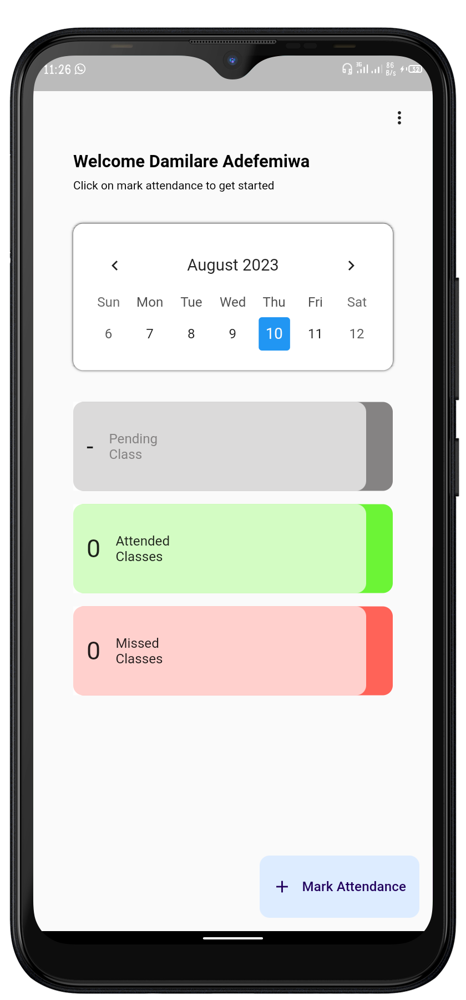 11:26 3G 86 B/s 32
Welcome Damilare Adefemiwa
Click on mark attendance to get started
August 2023
Sun Mon Tue Wed Thu Fri Sat
6 7 8 9 10 11 12
- Pending
Class
0 Attended
Classes
0 Missed
Classes
+ Mark Attendance